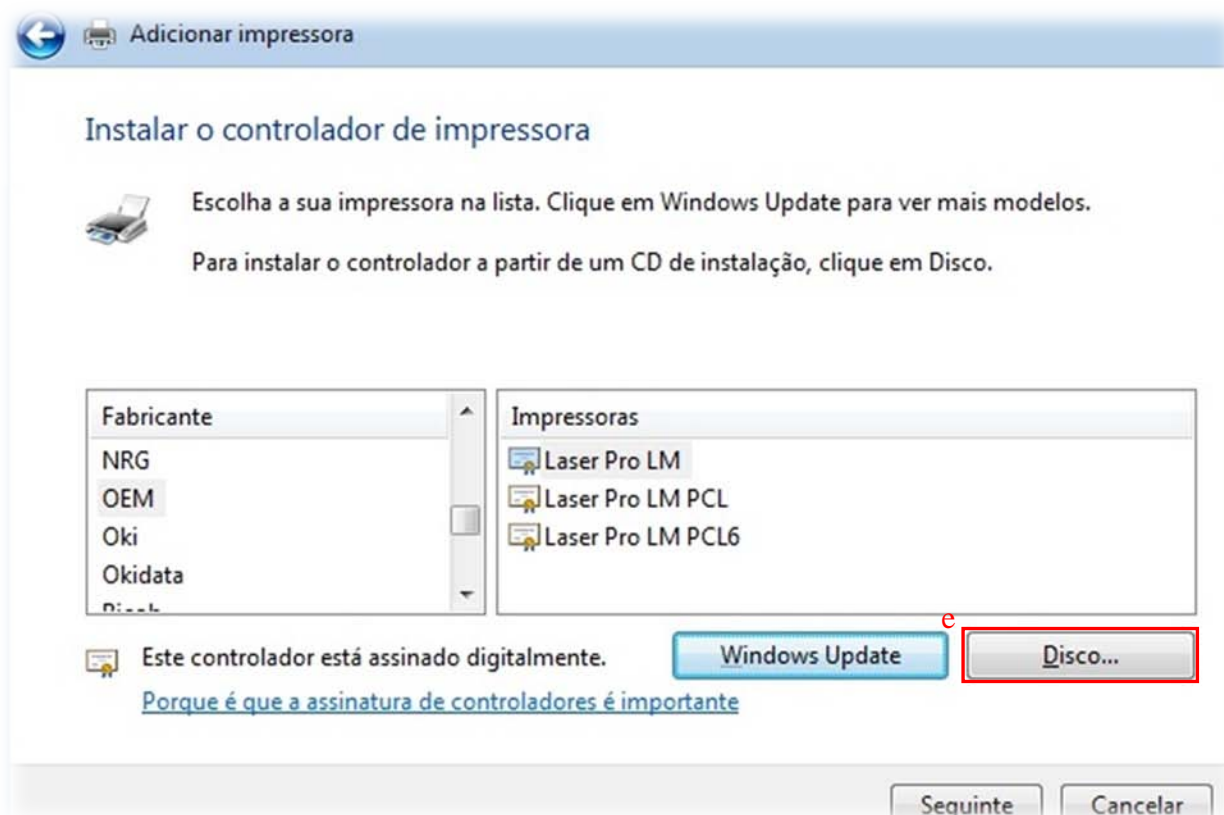 Adicionar impressora
Instalar o controlador de impressora
Escolha a sua impressora na lista. Clique em Windows Update para ver mais modelos.
Para instalar o controlador a partir de um CD de instalação, clique em Disco.
Fabricante
NRG
OEM
Oki
Okidata
Impressoras
Laser Pro LM
Laser Pro LM PCL
Laser Pro LM PCL6
e
Este controlador está assinado digitalmente.
Windows Update
Disco...
Porque é que a assinatura de controladores é importante
Seguinte
Cancelar